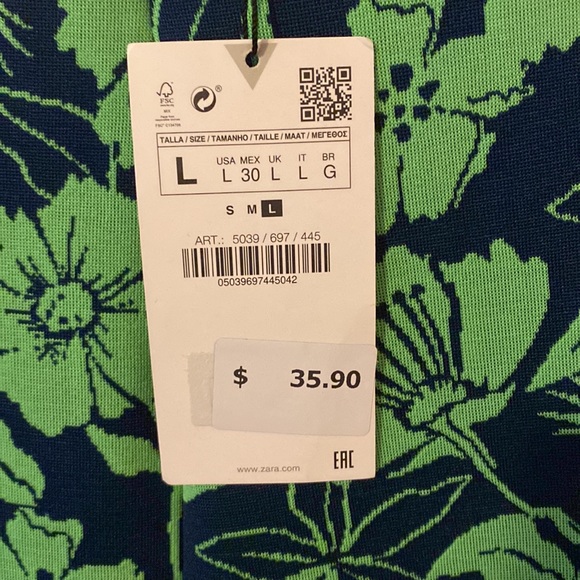 FSC
®
TALLA / SIZE / TAMANHO / TAILLE / MAAT / ΜΕΓΕΘΟΣ
L USA MEX UK IT BR
L 30 L L G
S M L
ART.: 5039 / 697 / 445
05039697445042
$ 35.90
www.zara.com
EAC